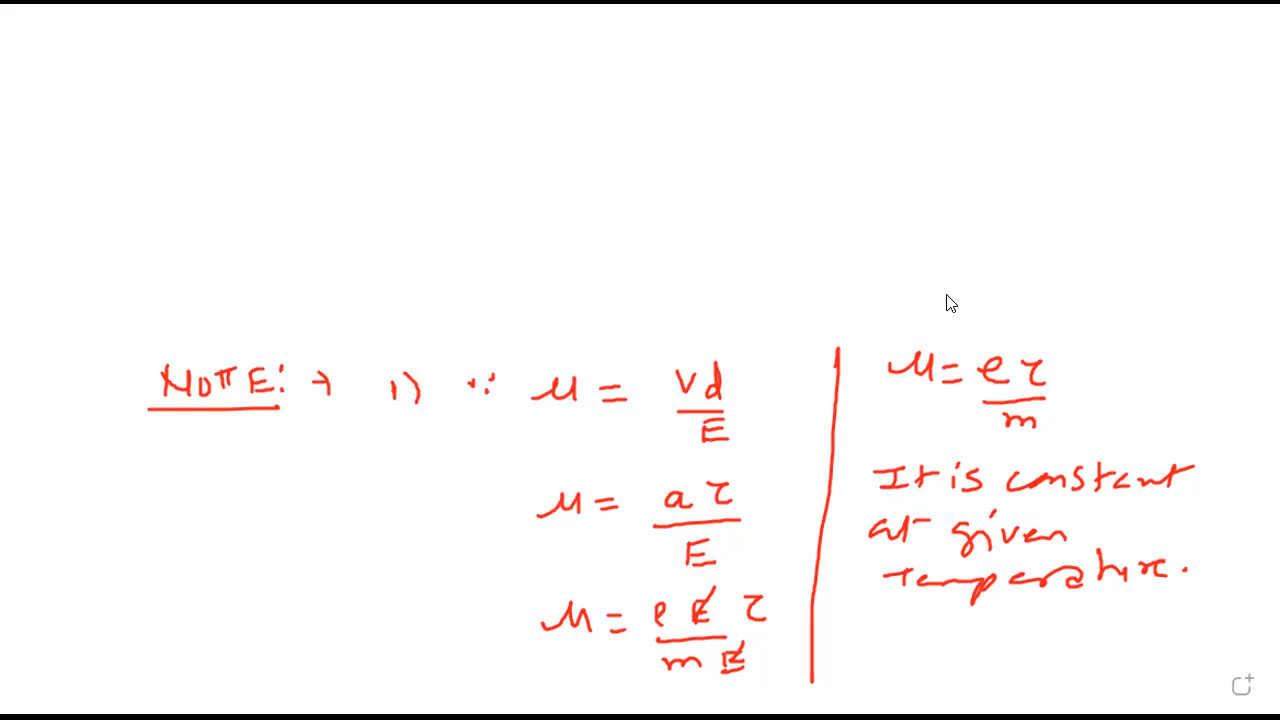 NOTE: → 1) ∵ μ = vd/E
μ = aτ/E
μ = eEτ/mE
μ = eτ/m
It is constant
at given
temperature.